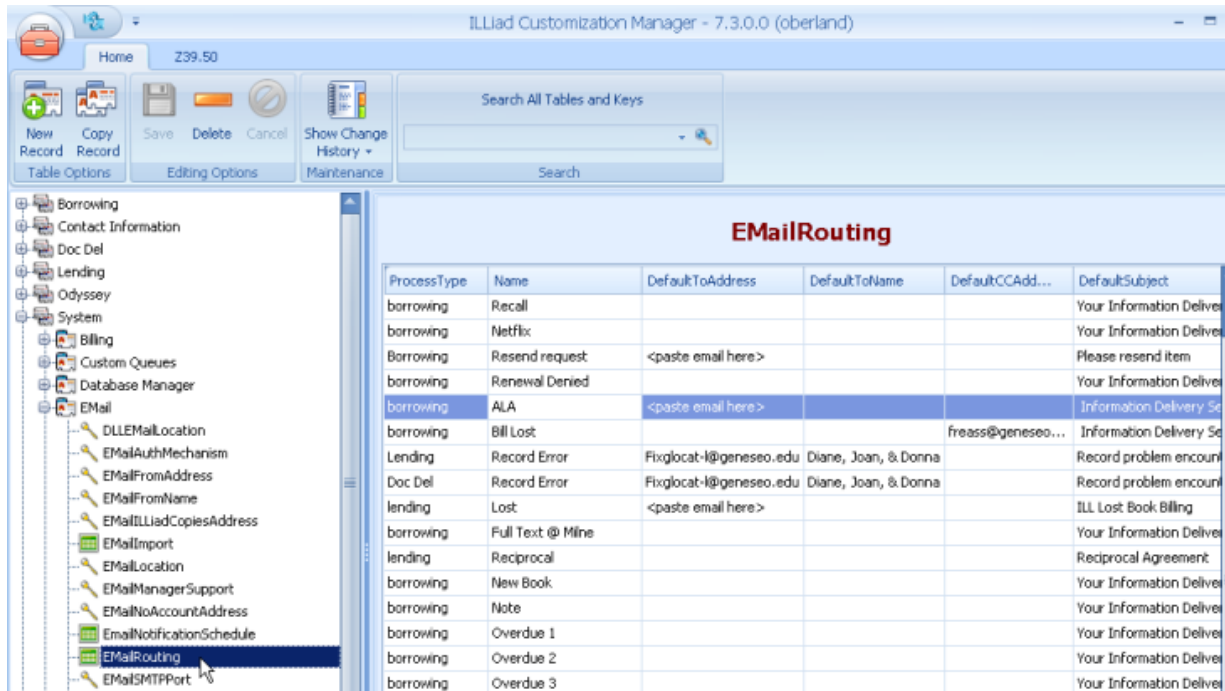 ILLiad Customization Manager - 7.3.0.0 (oberland)
Home Z39.50
Search All Tables and Keys
New Record Copy Record Save Delete Cancel Show Change History
Table Options Editing Options Maintenance Search
Borrowing
Contact Information
Doc Del
Lending
Odyssey
System
Billing
Custom Queues
Database Manager
EMail
DLLEMailLocation
EMailAuthMechanism
EMailFromAddress
EMailFromName
EMailILLiadCopiesAddress
EMailImport
EMailLocation
EMailManagerSupport
EMailNoAccountAddress
EmailNotificationSchedule
EMailRouting
EMailSMTPPort
EMailRouting
ProcessType Name DefaultToAddress DefaultToName DefaultCCAdd... DefaultSubject
borrowing Recall Your Information Deliver
borrowing Netflix Your Information Deliver
Borrowing Resend request <paste email here> Please resend item
borrowing Renewal Denied Your Information Deliver
borrowing ALA <paste email here> Information Delivery Se
borrowing Bill Lost freass@geneseo... Information Delivery Se
Lending Record Error Fixglocat-l@geneseo.edu Diane, Joan, & Donna Record problem encount
Doc Del Record Error Fixglocat-l@geneseo.edu Diane, Joan, & Donna Record problem encount
lending Lost <paste email here> ILL Lost Book Billing
borrowing Full Text @ Milne Your Information Deliver
lending Reciprocal Reciprocal Agreement
borrowing New Book Your Information Deliver
borrowing Note Your Information Deliver
borrowing Overdue 1 Your Information Deliver
borrowing Overdue 2 Your Information Deliver
borrowing Overdue 3 Your Information Deliver